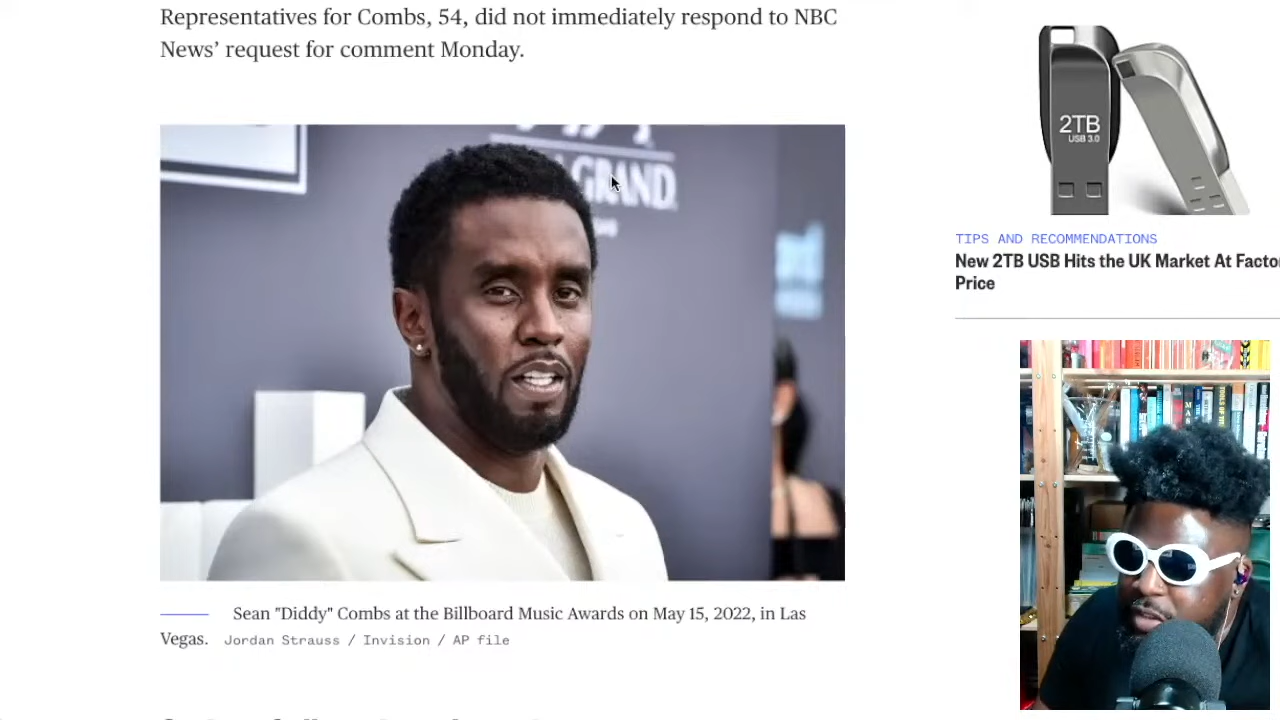 Representatives for Combs, 54, did not immediately respond to NBC
News’ request for comment Monday.
GRAND
2TB
USB 3.0
TIPS AND RECOMMENDATIONS
New 2TB USB Hits the UK Market At Facto
Price
Sean "Diddy" Combs at the Billboard Music Awards on May 15, 2022, in Las
Vegas. Jordan Strauss / Invision / AP file